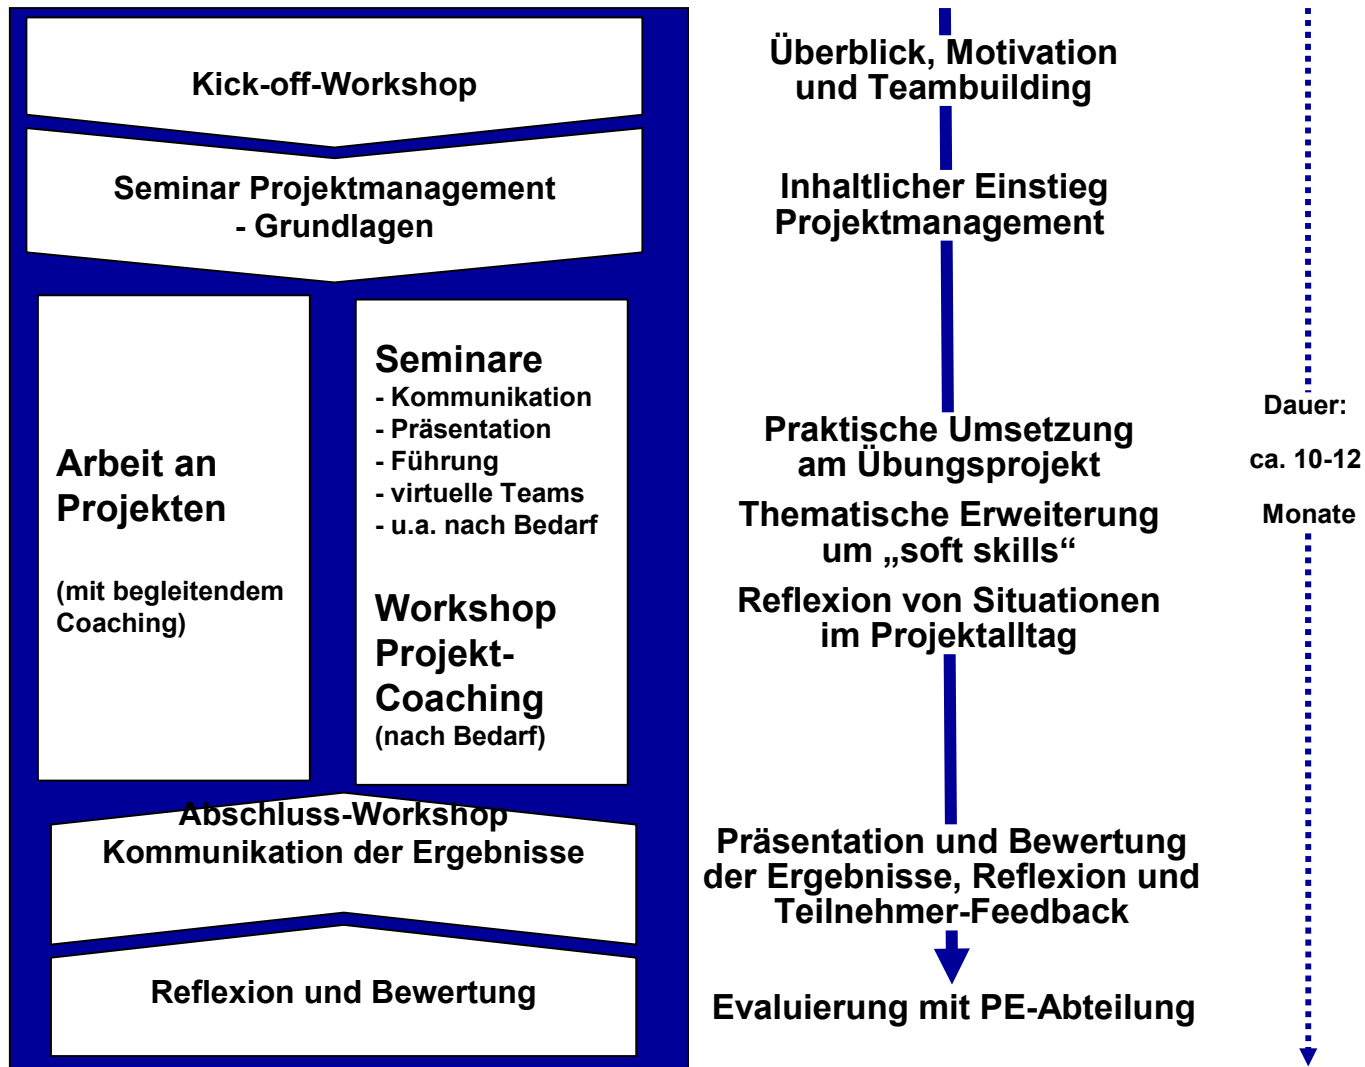 Kick-off-Workshop
Überblick, Motivation
und Teambuilding
Seminar Projektmanagement
- Grundlagen
Inhaltlicher Einstieg
Projektmanagement
Arbeit an
Projekten
(mit begleitendem
Coaching)
Seminare
- Kommunikation
- Präsentation
- Führung
- virtuelle Teams
- u.a. nach Bedarf
Workshop
Projekt-
Coaching
(nach Bedarf)
Praktische Umsetzung
am Übungsprojekt
Thematische Erweiterung
um „soft skills“
Reflexion von Situationen
im Projektalltag
Dauer:
ca. 10-12
Monate
Abschluss-Workshop
Kommunikation der Ergebnisse
Präsentation und Bewertung
der Ergebnisse, Reflexion und
Teilnehmer-Feedback
Reflexion und Bewertung
Evaluierung mit PE-Abteilung